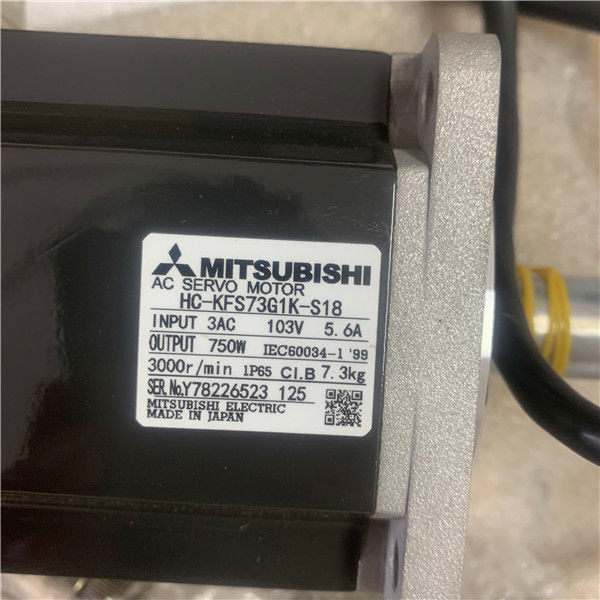 MITSUBISHI
AC SERVO MOTOR
HC-KFS73G1K-S18
INPUT 3AC 103V 5.6A
OUTPUT 750W IEC60034-1 '99
3000r/min IP65 Cl.B 7.3kg
SER.No.Y78226523 125
MITSUBISHI ELECTRIC
MADE IN JAPAN